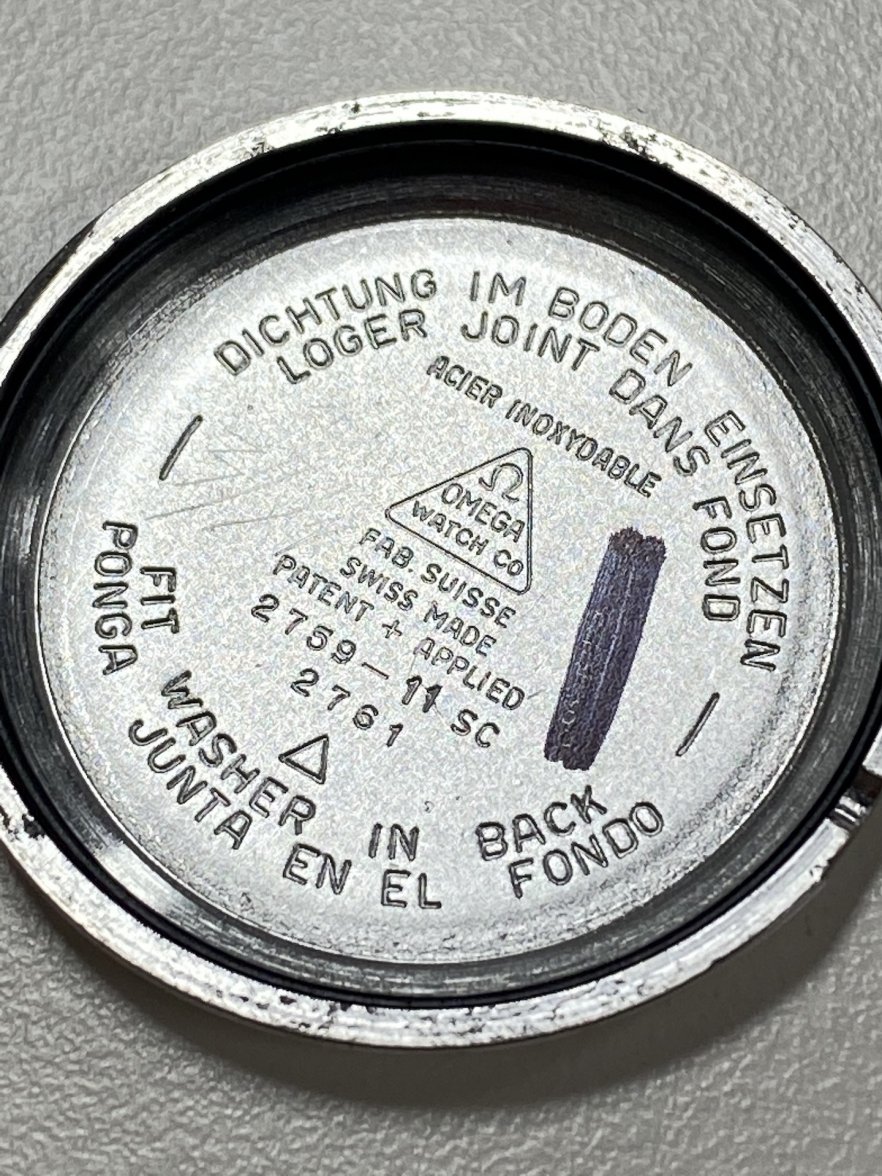 DICHTUNG IM BODEN EINSETZEN
LOGER JOINT DANS FOND
ACIER INOXYDABLE
Ω
OMEGA
WATCH CO
FAB. SUISSE
SWISS MADE
PATENT + APPLIED
2759-11 SC
2761
FIT WASHER IN BACK
PONGA JUNTA EN EL FONDO